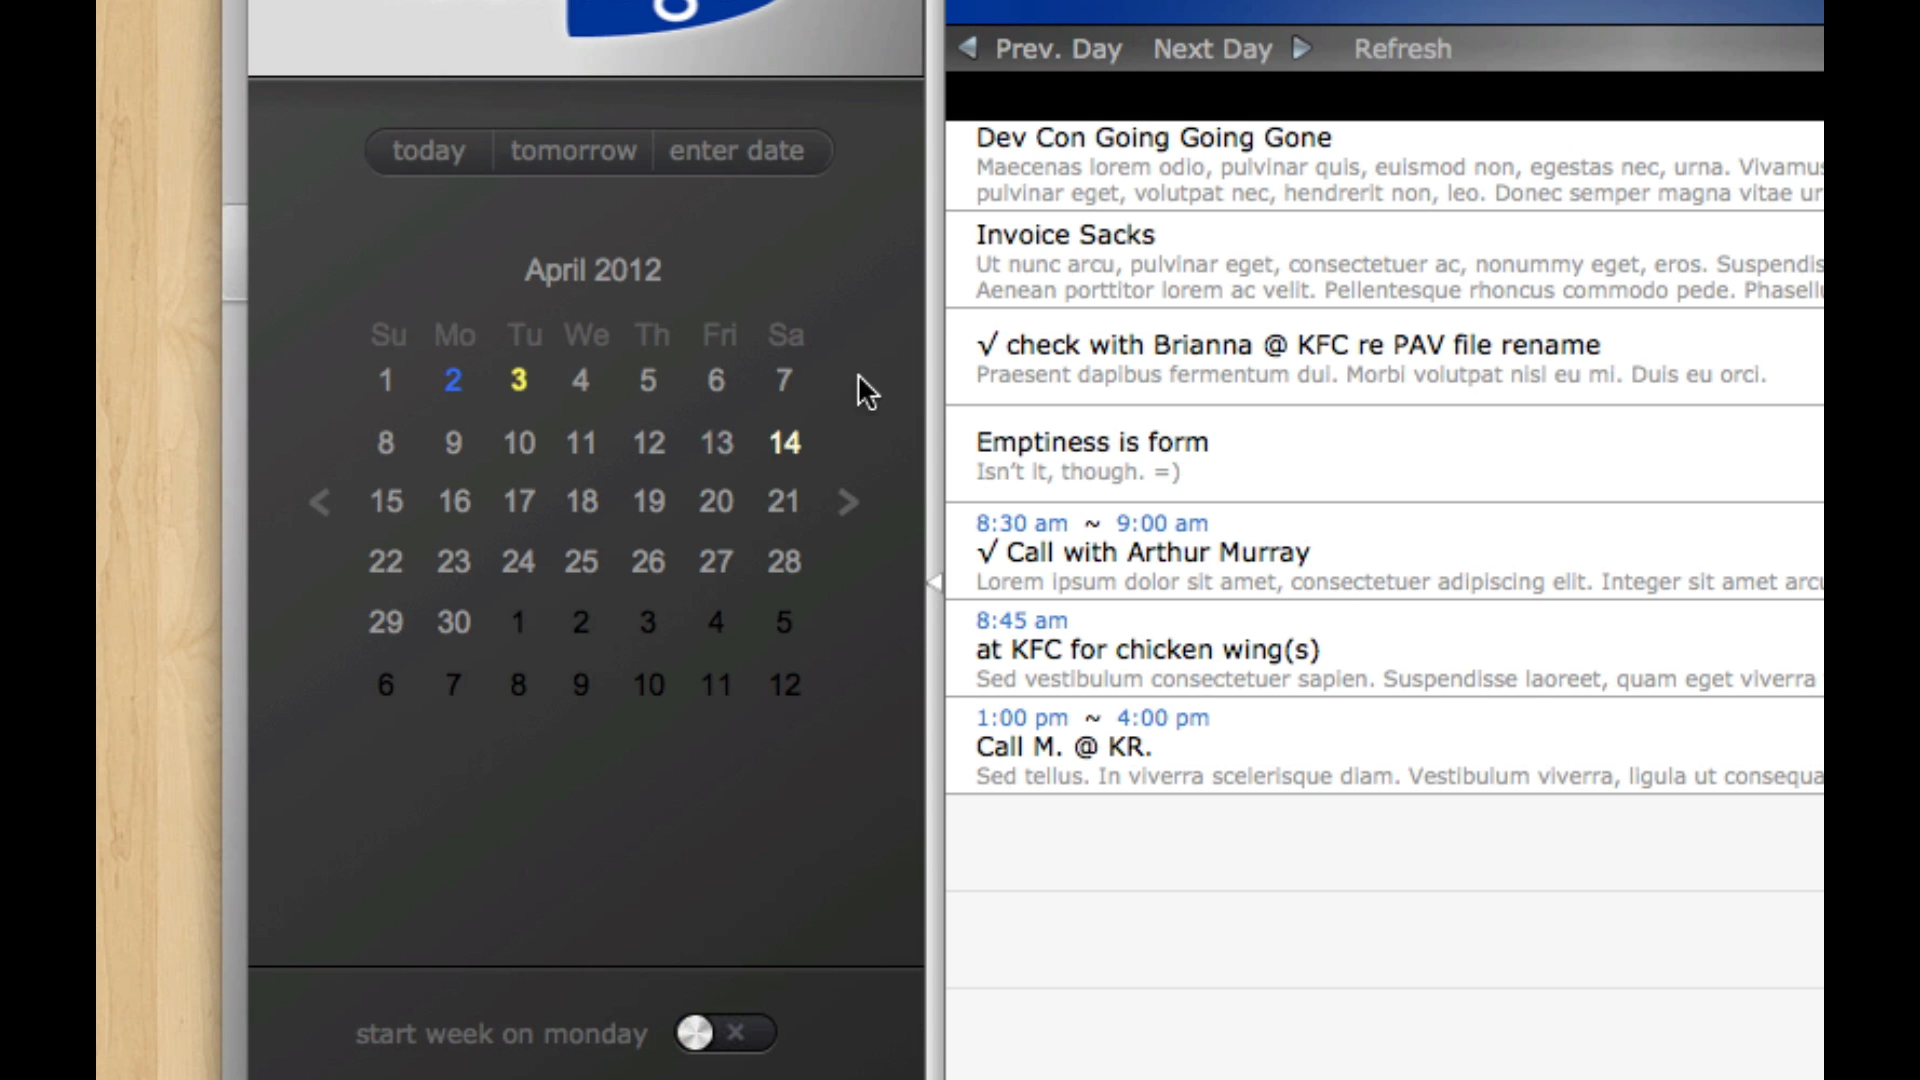 today tomorrow enter date
April 2012
Su Mo Tu We Th Fri Sa
1 2 3 4 5 6 7
8 9 10 11 12 13 14
< 15 16 17 18 19 20 21 >
22 23 24 25 26 27 28
29 30 1 2 3 4 5
6 7 8 9 10 11 12
start week on monday
Prev. Day Next Day Refresh
Dev Con Going Going Gone
Maecenas lorem odio, pulvinar quis, euismod non, egestas nec, urna. Vivamus
pulvinar eget, volutpat nec, hendrerit non, leo. Donec semper magna vitae ur
Invoice Sacks
Ut nunc arcu, pulvinar eget, consectetuer ac, nonummy eget, eros. Suspendis
Aenean porttitor lorem ac velit. Pellentesque rhoncus commodo pede. Phasell
√ check with Brianna @ KFC re PAV file rename
Praesent dapibus fermentum dui. Morbi volutpat nisl eu mi. Duis eu orci.
Emptiness is form
Isn't it, though. =)
8:30 am ~ 9:00 am
√ Call with Arthur Murray
Lorem ipsum dolor sit amet, consectetuer adipiscing elit. Integer sit amet arcu
8:45 am
at KFC for chicken wing(s)
Sed vestibulum consectetuer sapien. Suspendisse laoreet, quam eget viverra
1:00 pm ~ 4:00 pm
Call M. @ KR.
Sed tellus. In viverra scelerisque diam. Vestibulum viverra, ligula ut consequa